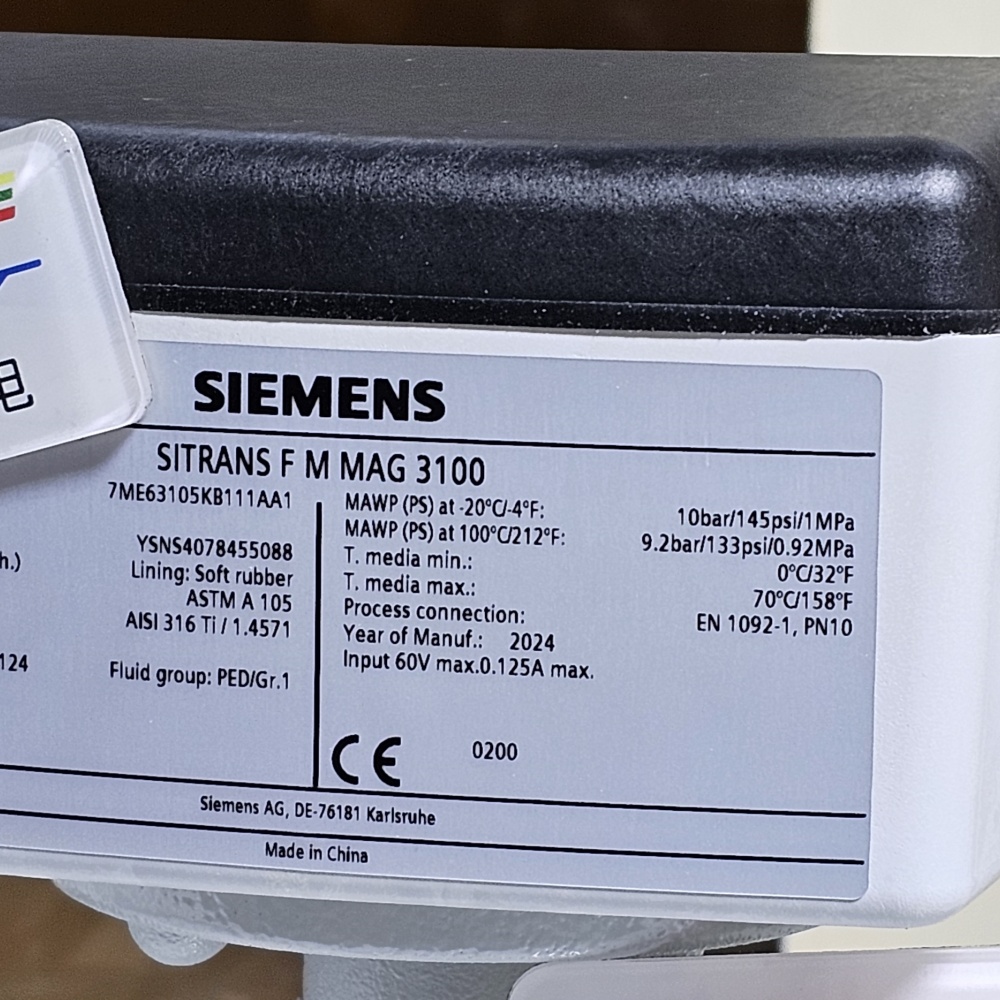 电
SIEMENS
SITRANS F M MAG 3100
7ME63105KB111AA1
YSNS4078455088
h.)
Lining: Soft rubber
ASTM A 105
AISI 316 Ti / 1.4571
124
Fluid group: PED/Gr.1
MAWP (PS) at -20°C/-4°F: 10bar/145psi/1MPa
MAWP (PS) at 100°C/212°F: 9.2bar/133psi/0.92MPa
T. media min.: 0°C/32°F
T. media max.: 70°C/158°F
Process connection: EN 1092-1, PN10
Year of Manuf.: 2024
Input 60V max.0.125A max.
CE 0200
Siemens AG, DE-76181 Karlsruhe
Made in China